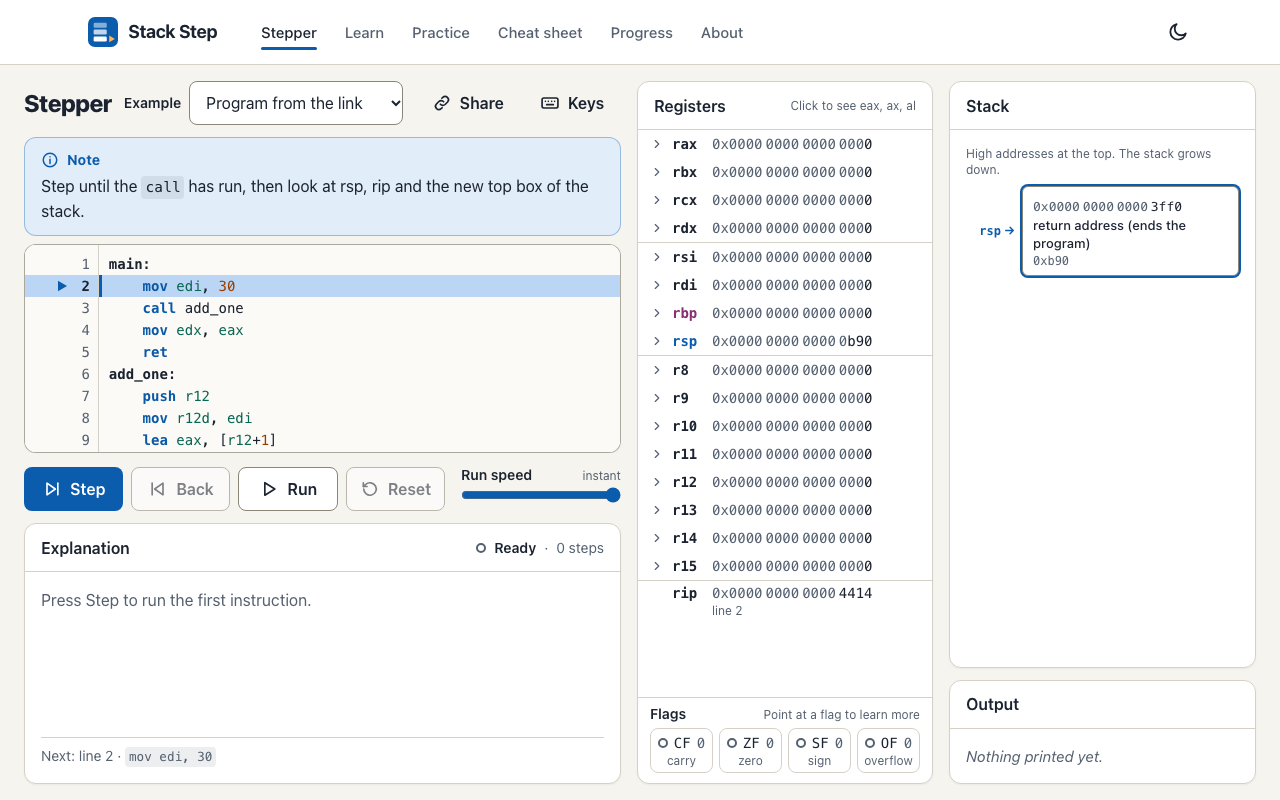 Stack Step
Stepper
Learn
Practice
Cheat sheet
Progress
About
Stepper
Example
Program from the link
Share
Keys
Note
Step until the call has run, then look at rsp, rip and the new top box of the
stack.
1 main:
2 mov edi, 30
3 call add_one
4 mov edx, eax
5 ret
6 add_one:
7 push r12
8 mov r12d, edi
9 lea eax, [r12+1]
Step
Back
Run
Reset
Run speed
instant
Explanation
Ready · 0 steps
Press Step to run the first instruction.
Next: line 2 · mov edi, 30
Registers
Click to see eax, ax, al
rax 0x0000 0000 0000 0000
rbx 0x0000 0000 0000 0000
rcx 0x0000 0000 0000 0000
rdx 0x0000 0000 0000 0000
rsi 0x0000 0000 0000 0000
rdi 0x0000 0000 0000 0000
rbp 0x0000 0000 0000 0000
rsp 0x0000 0000 0000 0b90
r8 0x0000 0000 0000 0000
r9 0x0000 0000 0000 0000
r10 0x0000 0000 0000 0000
r11 0x0000 0000 0000 0000
r12 0x0000 0000 0000 0000
r13 0x0000 0000 0000 0000
r14 0x0000 0000 0000 0000
r15 0x0000 0000 0000 0000
rip 0x0000 0000 0000 4414
line 2
Flags
Point at a flag to learn more
CF 0
carry
ZF 0
zero
SF 0
sign
OF 0
overflow
Stack
High addresses at the top. The stack grows
down.
rsp →
0x0000 0000 0000 3ff0
return address (ends the
program)
0xb90
Output
Nothing printed yet.